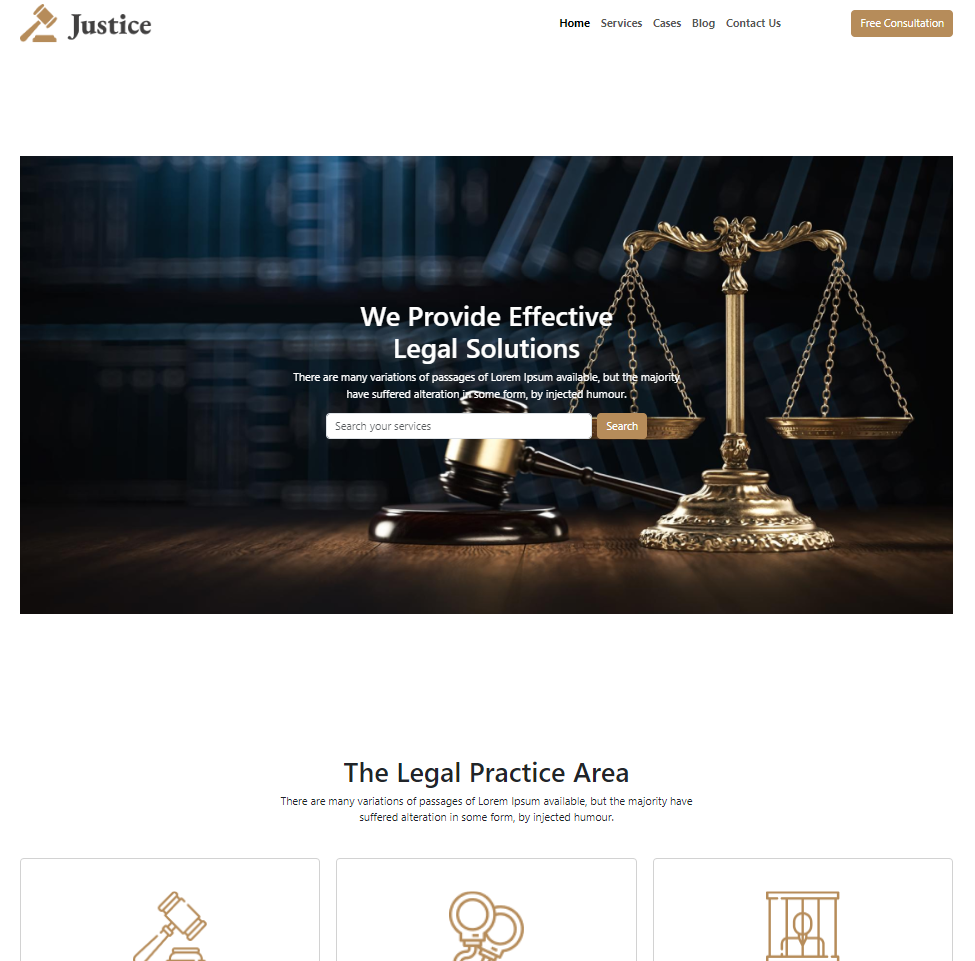 Justice
Home Services Cases Blog Contact Us
Free Consultation
We Provide Effective
Legal Solutions
There are many variations of passages of Lorem Ipsum available, but the majority
have suffered alteration in some form, by injected humour.
Search your services
Search
The Legal Practice Area
There are many variations of passages of Lorem Ipsum available, but the majority have
suffered alteration in some form, by injected humour.